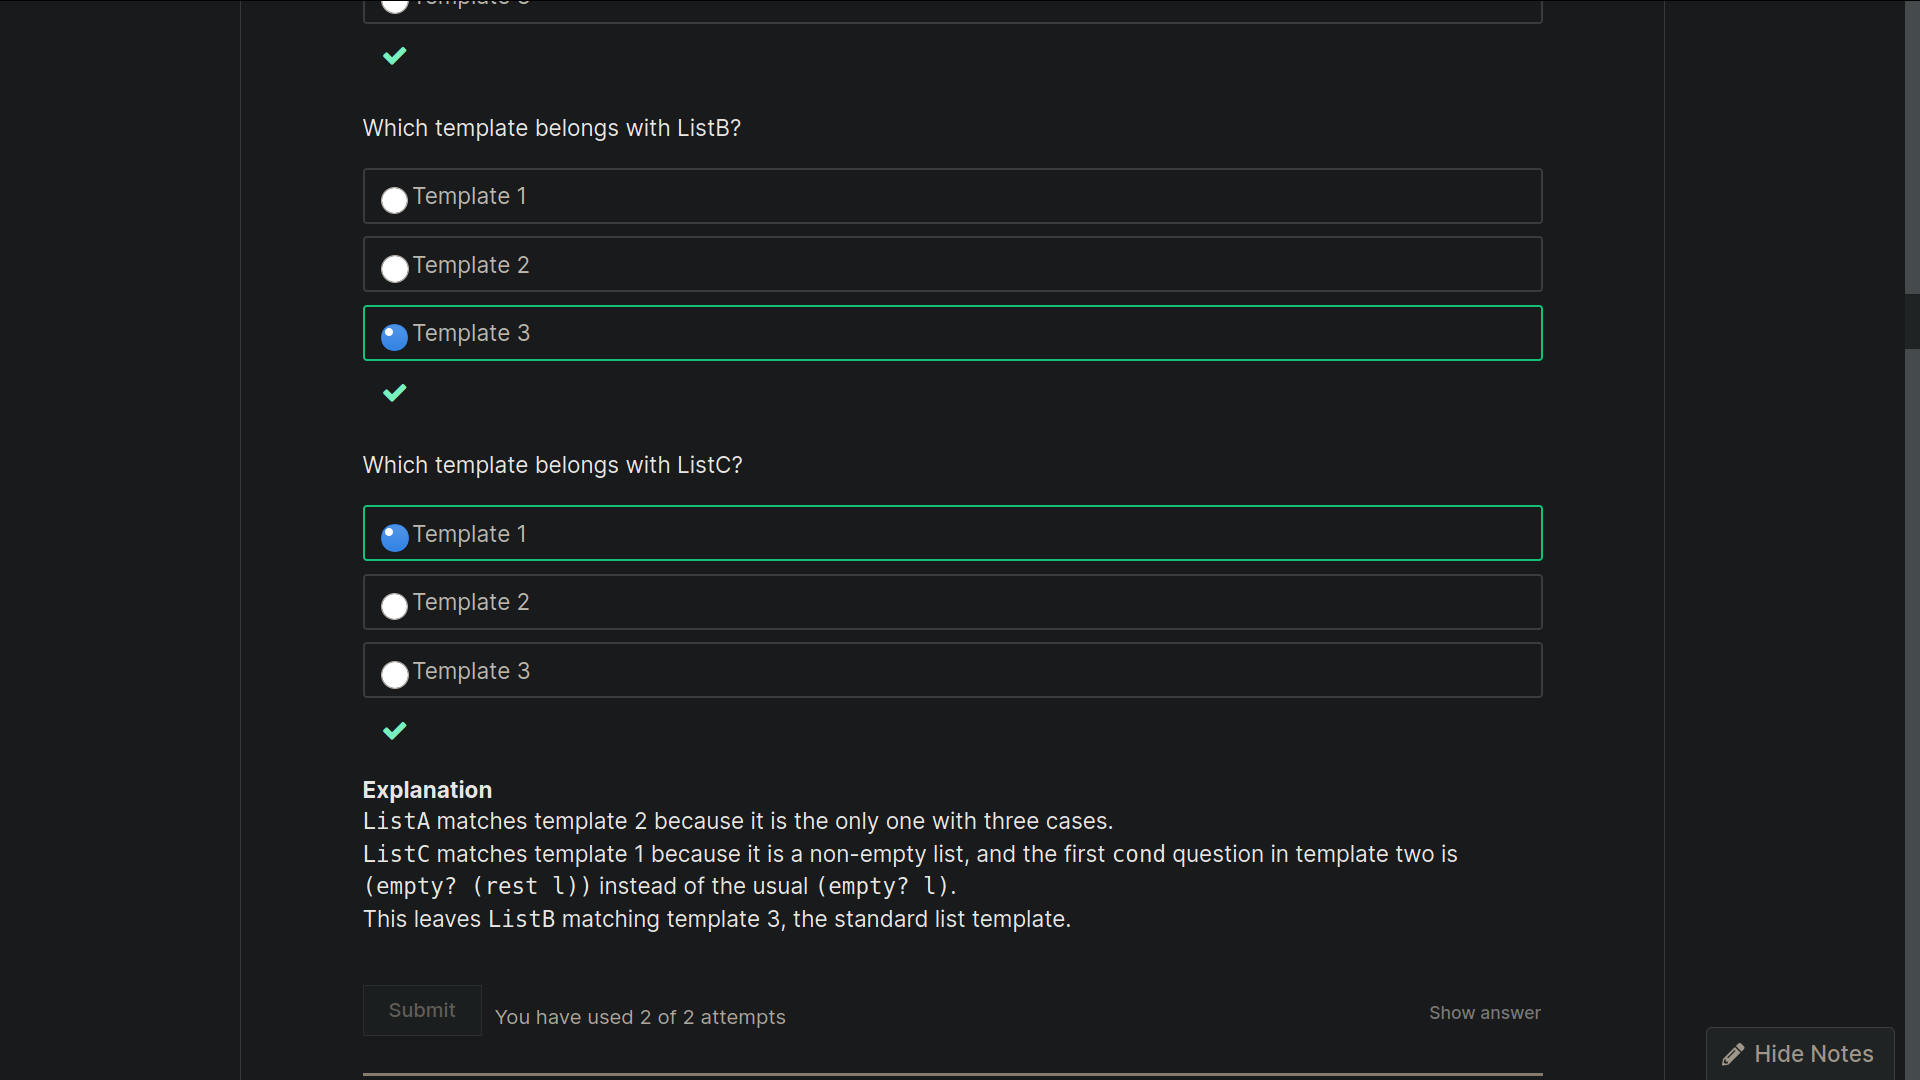 Which template belongs with ListB?
Template 1
Template 2
Template 3
Which template belongs with ListC?
Template 1
Template 2
Template 3
Explanation
ListA matches template 2 because it is the only one with three cases.
ListC matches template 1 because it is a non-empty list, and the first cond question in template two is
(empty? (rest l)) instead of the usual (empty? l).
This leaves ListB matching template 3, the standard list template.
Submit
You have used 2 of 2 attempts
Show answer
Hide Notes